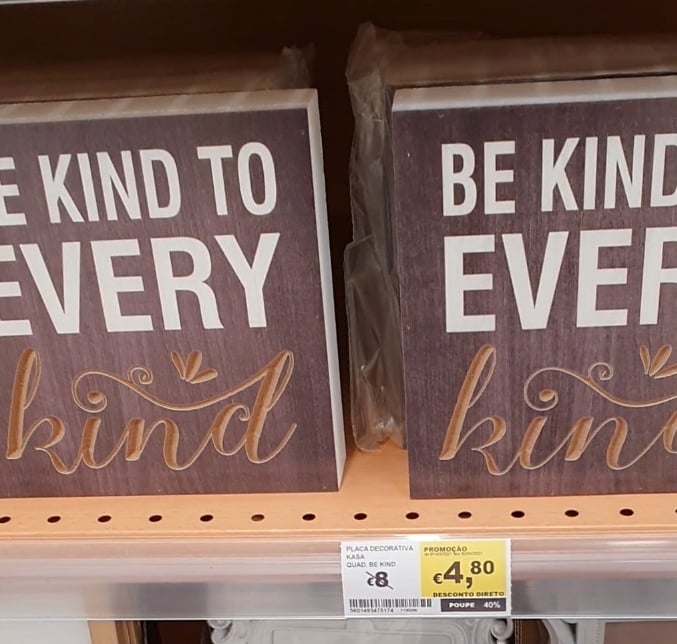 E KIND TO
EVERY
kind
BE KIND
EVER
kind
PLACA DECORATIVA
KASA
QUAD. BE KIND
€8
5601493475174
PROMOÇÃO
€4,80
DESCONTO DIRETO
POUPE 40%